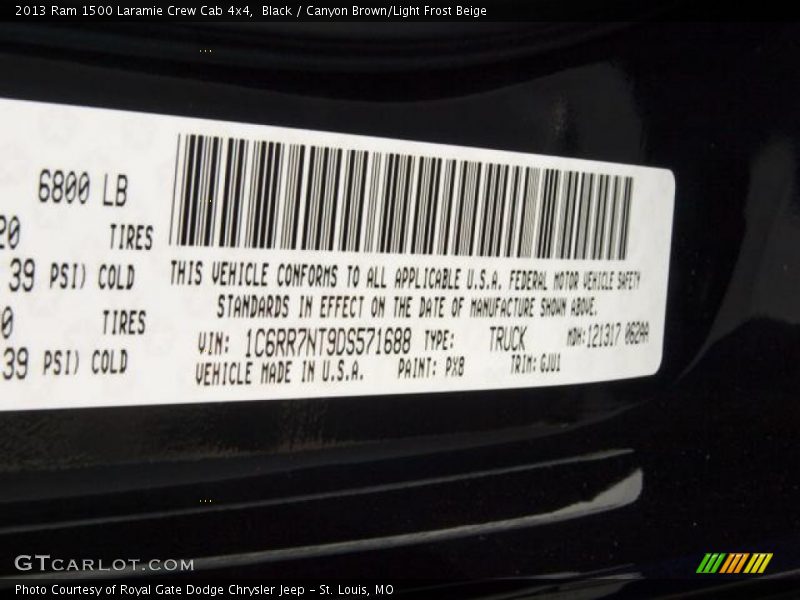 2013 Ram 1500 Laramie Crew Cab 4x4,  Black / Canyon Brown/Light Frost Beige
6800 LB
20 TIRES
39 PSI) COLD
0 TIRES
39 PSI) COLD
THIS VEHICLE CONFORMS TO ALL APPLICABLE U.S.A. FEDERAL MOTOR VEHICLE SAFETY
STANDARDS IN EFFECT ON THE DATE OF MANUFACTURE SHOWN ABOVE.
VIN: 1C6RR7NT9DS571688 TYPE: TRUCK MDH:121317 062AA
VEHICLE MADE IN U.S.A. PAINT: PX8 TRIM: GJU1
GTCARLOT.COM
Photo Courtesy of Royal Gate Dodge Chrysler Jeep – St. Louis, MO